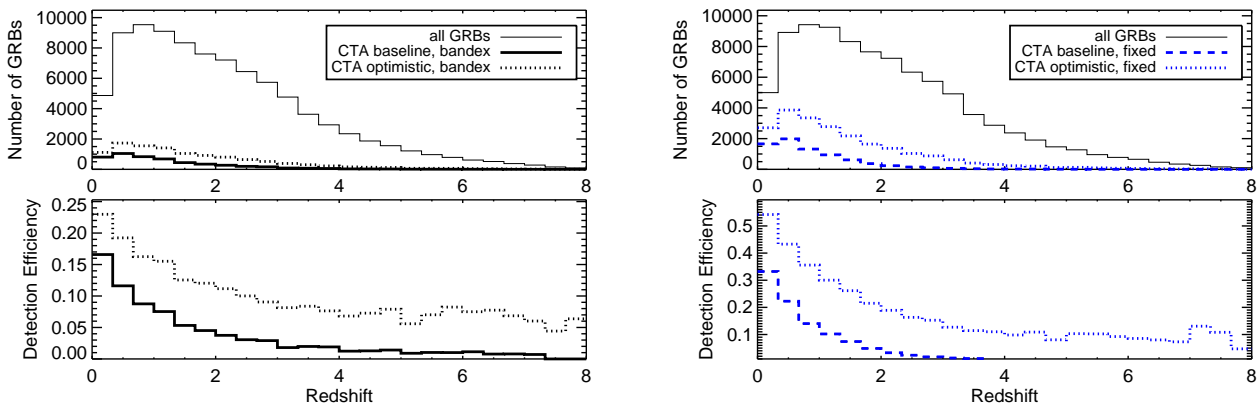 Number of GRBs
10000
8000
6000
4000
2000
0
all GRBs
CTA baseline, bandex
CTA optimistic, bandex
0 2 4 6 8
Detection Efficiency
0.25
0.20
0.15
0.10
0.05
0.00
0 2 4 6 8
Redshift
Number of GRBs
10000
8000
6000
4000
2000
0
all GRBs
CTA baseline, fixed
CTA optimistic, fixed
0 2 4 6 8
Detection Efficiency
0.5
0.4
0.3
0.2
0.1
0 2 4 6 8
Redshift